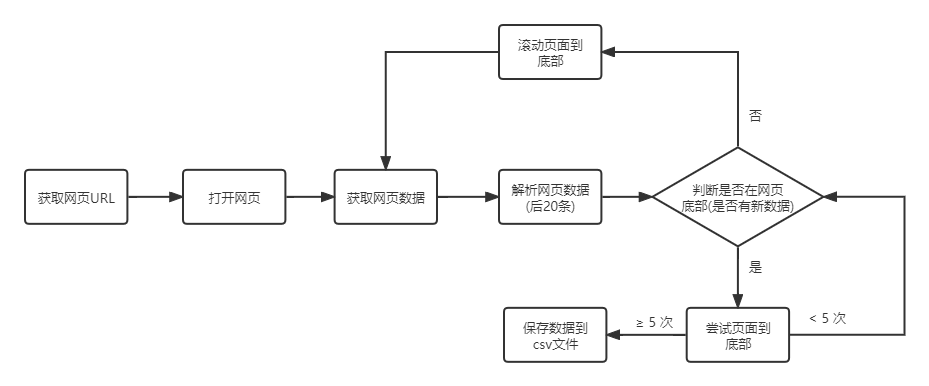 滚动页面到
底部
否
获取网页URL
打开网页
获取网页数据
解析网页数据
(后20条)
判断是否在网页
底部(是否有新数据)
是
保存数据到
csv文件
≥ 5 次
尝试页面到
底部
< 5 次